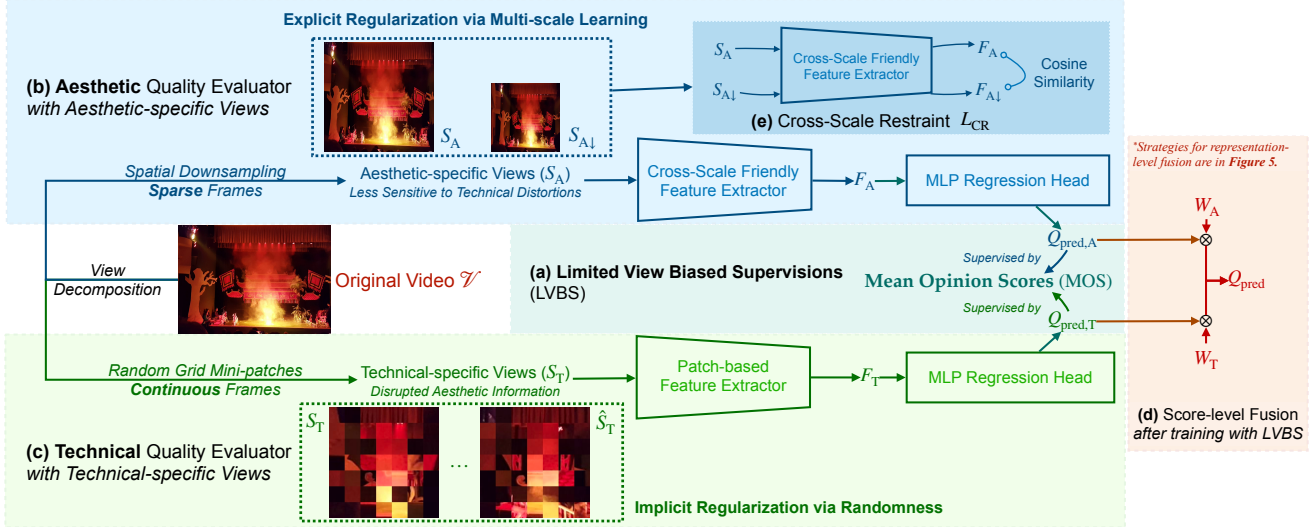 Explicit Regularization via Multi-scale Learning
(b) Aesthetic Quality Evaluator
with Aesthetic-specific Views
S_A
S_A↓
S_A
S_A↓
Cross-Scale Friendly
Feature Extractor
F_A
F_A↓
Cosine
Similarity
(e) Cross-Scale Restraint L_CR
Spatial Downsampling
Sparse Frames
Aesthetic-specific Views (S_A)
Less Sensitive to Technical Distortions
Cross-Scale Friendly
Feature Extractor
F_A
MLP Regression Head
*Strategies for representation-
level fusion are in Figure 5.
W_A
Q_pred,A
View
Decomposition
Original Video 𝒱
(a) Limited View Biased Supervisions
(LVBS)
Supervised by
Mean Opinion Scores (MOS)
Supervised by
Q_pred
Q_pred,T
W_T
Random Grid Mini-patches
Continuous Frames
Technical-specific Views (S_T)
Disrupted Aesthetic Information
Patch-based
Feature Extractor
F_T
MLP Regression Head
(d) Score-level Fusion
after training with LVBS
S_T
...
Ŝ_T
(c) Technical Quality Evaluator
with Technical-specific Views
Implicit Regularization via Randomness